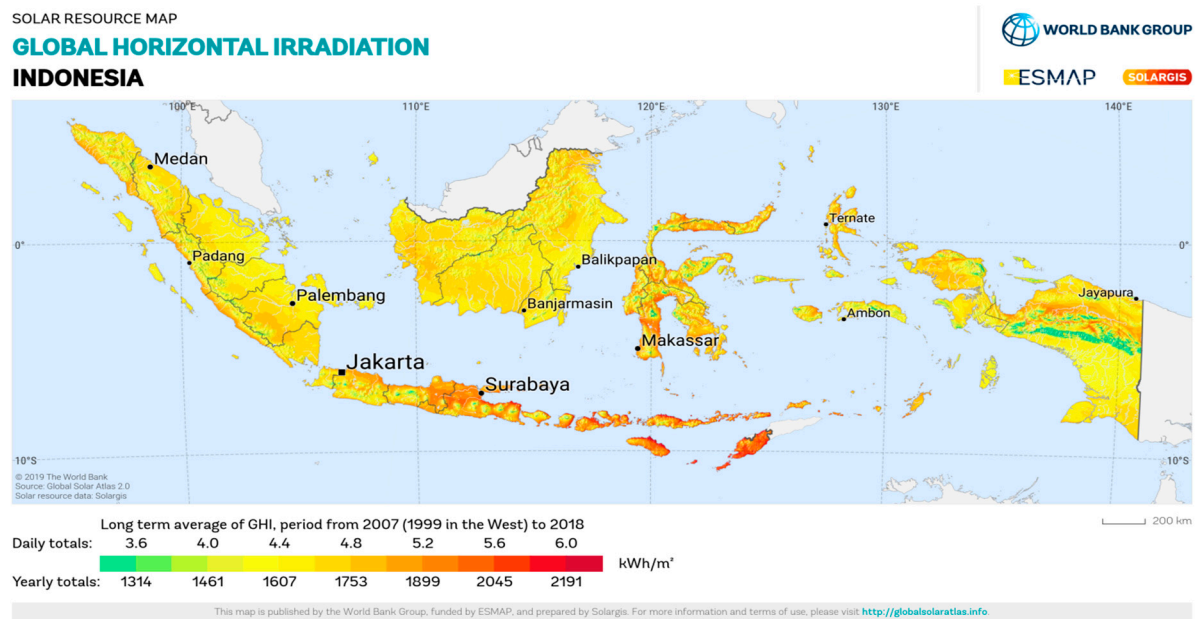 SOLAR RESOURCE MAP
GLOBAL HORIZONTAL IRRADIATION
INDONESIA
WORLD BANK GROUP
ESMAP
SOLARGIS
100°E
110°E
120°E
130°E
140°E
Medan
Ternate
0°
0°
Padang
Balikpapan
Palembang
Jayapura
Banjarmasin
Ambon
Makassar
Jakarta
Surabaya
10°S
10°S
© 2019 The World Bank
Source: Global Solar Atlas 2.0
Solar resource data: Solargis
200 km
Long term average of GHI, period from 2007 (1999 in the West) to 2018
Daily totals: 3.6 4.0 4.4 4.8 5.2 5.6 6.0
kWh/m²
Yearly totals: 1314 1461 1607 1753 1899 2045 2191
This map is published by the World Bank Group, funded by ESMAP, and prepared by Solargis. For more information and terms of use, please visit http://globalsolaratlas.info.